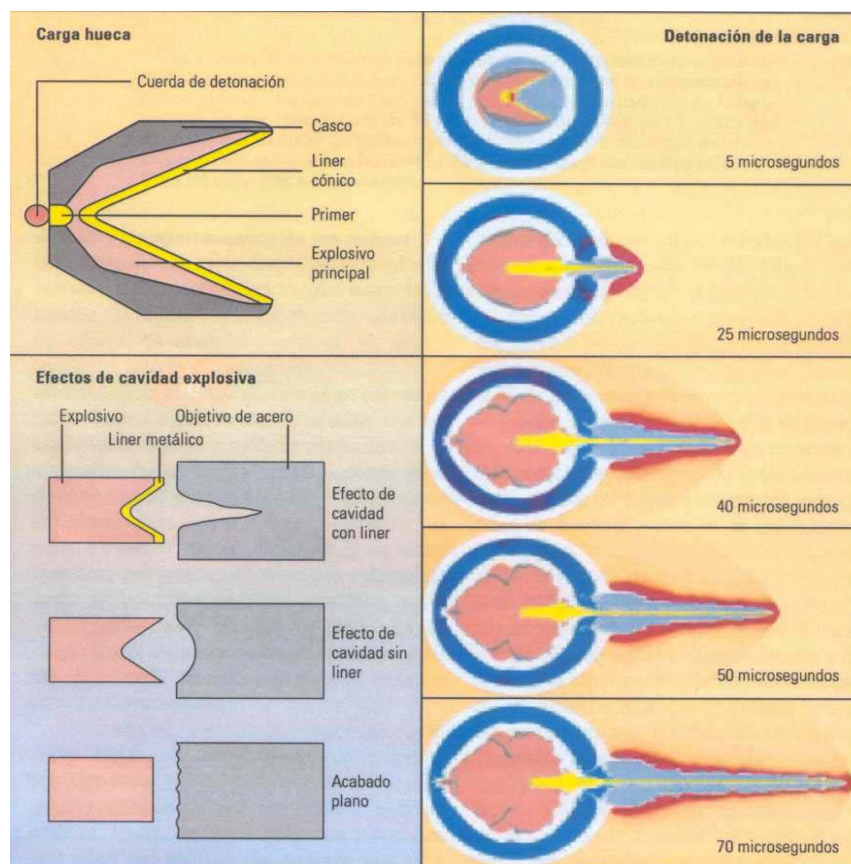 Carga hueca
Cuerda de detonación
Casco
Liner
cónico
Primer
Explosivo
principal
Efectos de cavidad explosiva
Explosivo
Objetivo de acero
Liner metálico
Efecto de
cavidad
con liner
Efecto de
cavidad sin
liner
Acabado
plano
Detonación de la carga
5 microsegundos
25 microsegundos
40 microsegundos
50 microsegundos
70 microsegundos